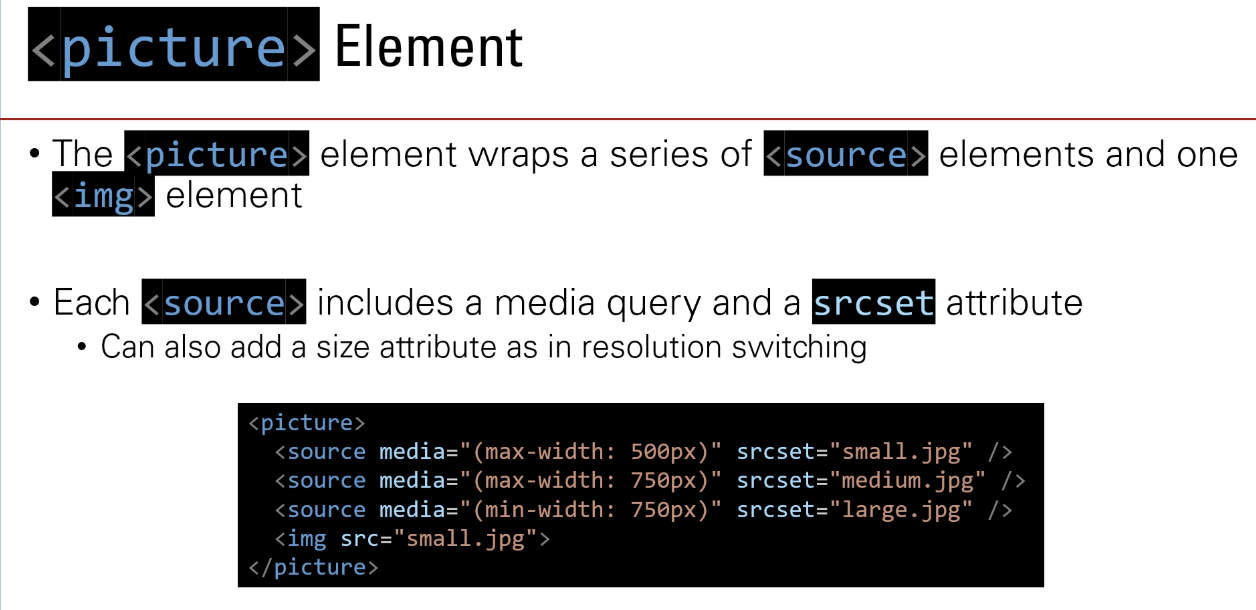 <picture> Element
• The <picture> element wraps a series of <source> elements and one
<img> element
• Each <source> includes a media query and a srcset attribute
• Can also add a size attribute as in resolution switching
<picture>
  <source media="(max-width: 500px)" srcset="small.jpg" />
  <source media="(max-width: 750px)" srcset="medium.jpg" />
  <source media="(min-width: 750px)" srcset="large.jpg" />
  <img src="small.jpg">
</picture>